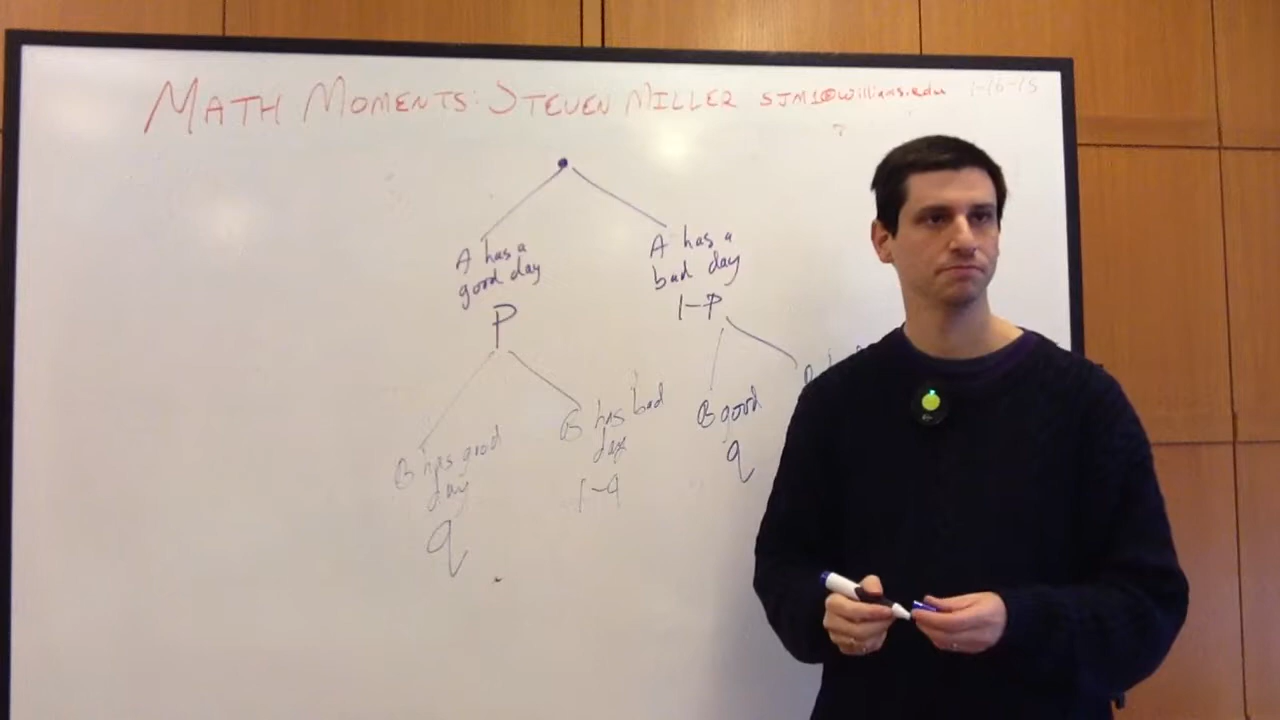 MATH MOMENTS: STEVEN MILLER SJM1@williams.edu 1-16-15
A has a
good day
P
A has a
bad day
1-P
B has good
day
q
B has bad
day
1-q
B good
q